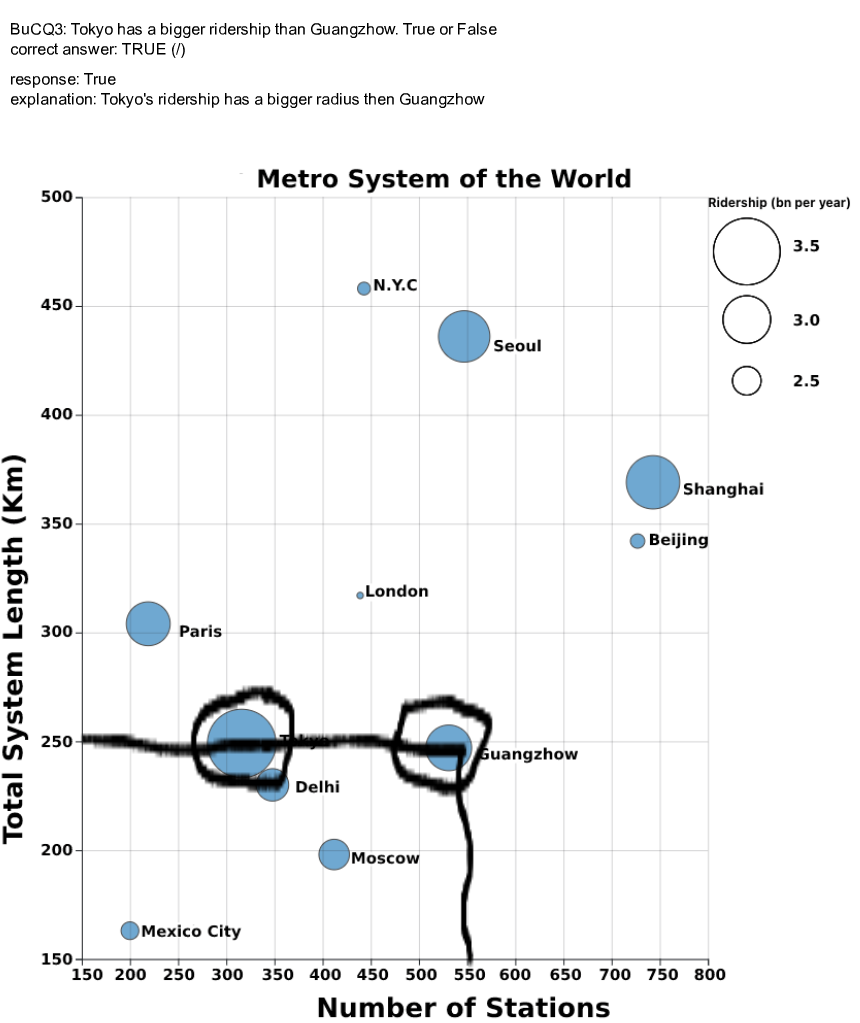 BuCQ3: Tokyo has a bigger ridership than Guangzhow. True or False
correct answer: TRUE (/)
response: True
explanation: Tokyo's ridership has a bigger radius then Guangzhow
Metro System of the World
Ridership (bn per year)
3.5
3.0
2.5
Total System Length (Km)
500
450
400
350
300
250
200
150
N.Y.C
Seoul
Shanghai
Beijing
London
Paris
Tokyo
Guangzhow
Delhi
Moscow
Mexico City
150 200 250 300 350 400 450 500 550 600 650 700 750 800
Number of Stations